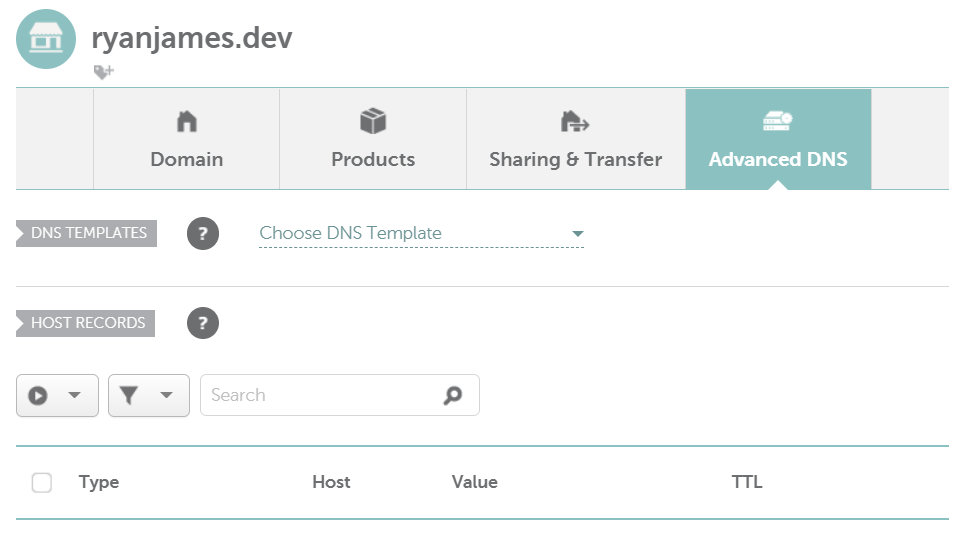 ryanjames.dev
Domain
Products
Sharing & Transfer
Advanced DNS
DNS TEMPLATES
?
Choose DNS Template
HOST RECORDS
?
Search
Type Host Value TTL